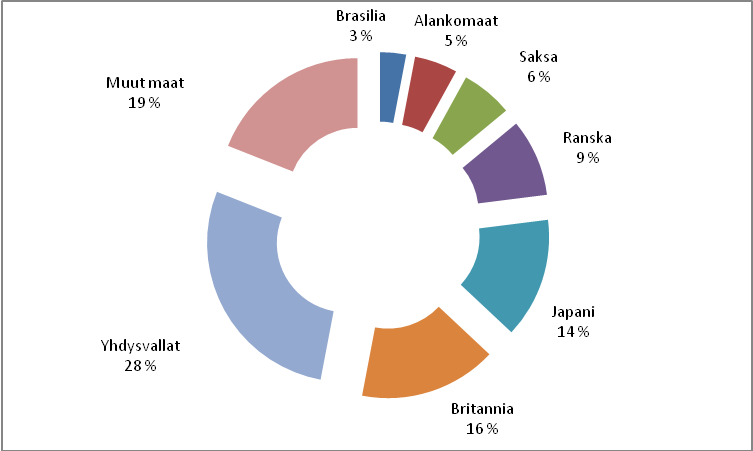 Brasilia
3 %
Alankomaat
5 %
Saksa
6 %
Ranska
9 %
Japani
14 %
Britannia
16 %
Yhdysvallat
28 %
Muut maat
19 %